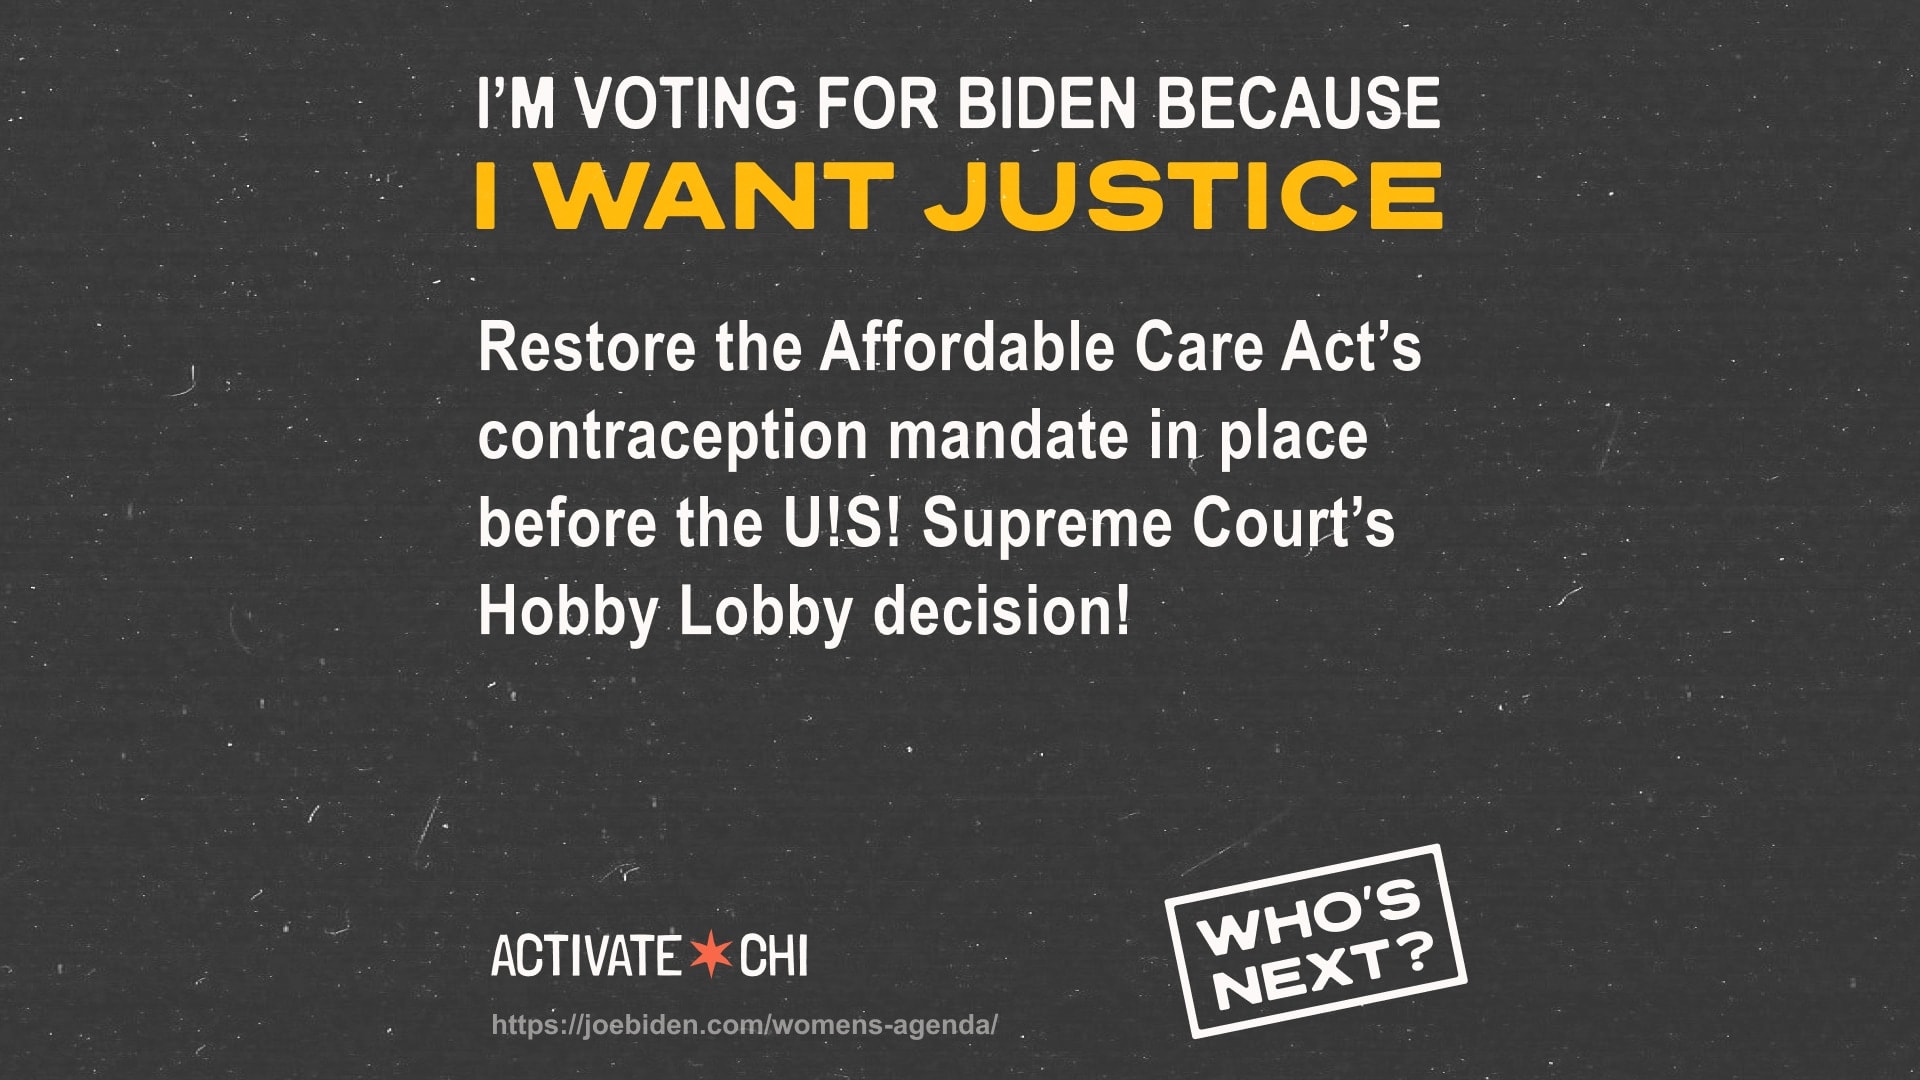 I’M VOTING FOR BIDEN BECAUSE
I WANT JUSTICE
Restore the Affordable Care Act’s
contraception mandate in place
before the U!S! Supreme Court’s
Hobby Lobby decision!
ACTIVATE CHI
https://joebiden.com/womens-agenda/
WHO'S
NEXT?